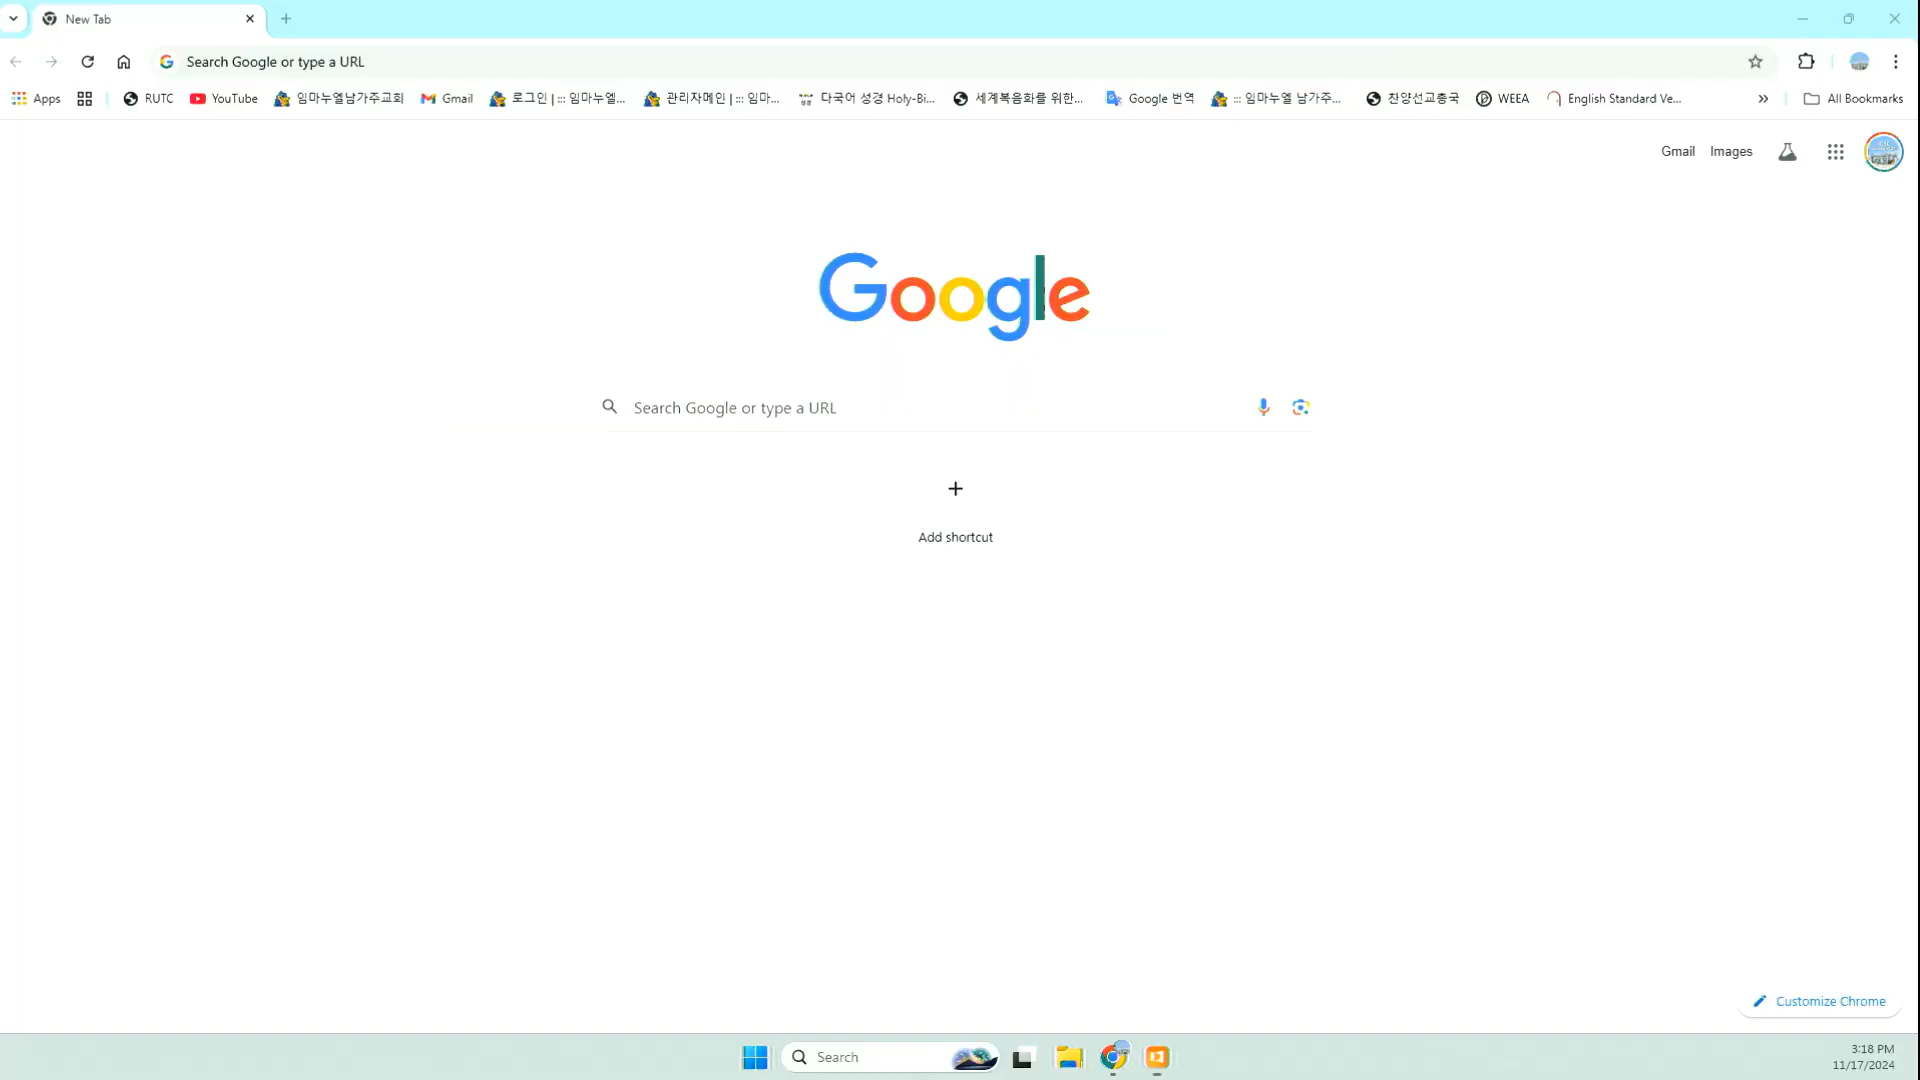 New Tab
Search Google or type a URL
Apps RUTC YouTube 임마누엘남가주교회 Gmail 로그인 | ::: 임마누엘... 관리자메인 | ::: 임마... 다국어 성경 Holy-Bi... 세계복음화를 위한... Google 번역 ::: 임마누엘 남가주... 찬양선교총국 WEEA English Standard Ve... » All Bookmarks
Gmail Images
Google
Search Google or type a URL
Add shortcut
Customize Chrome
Search
3:18 PM
11/17/2024